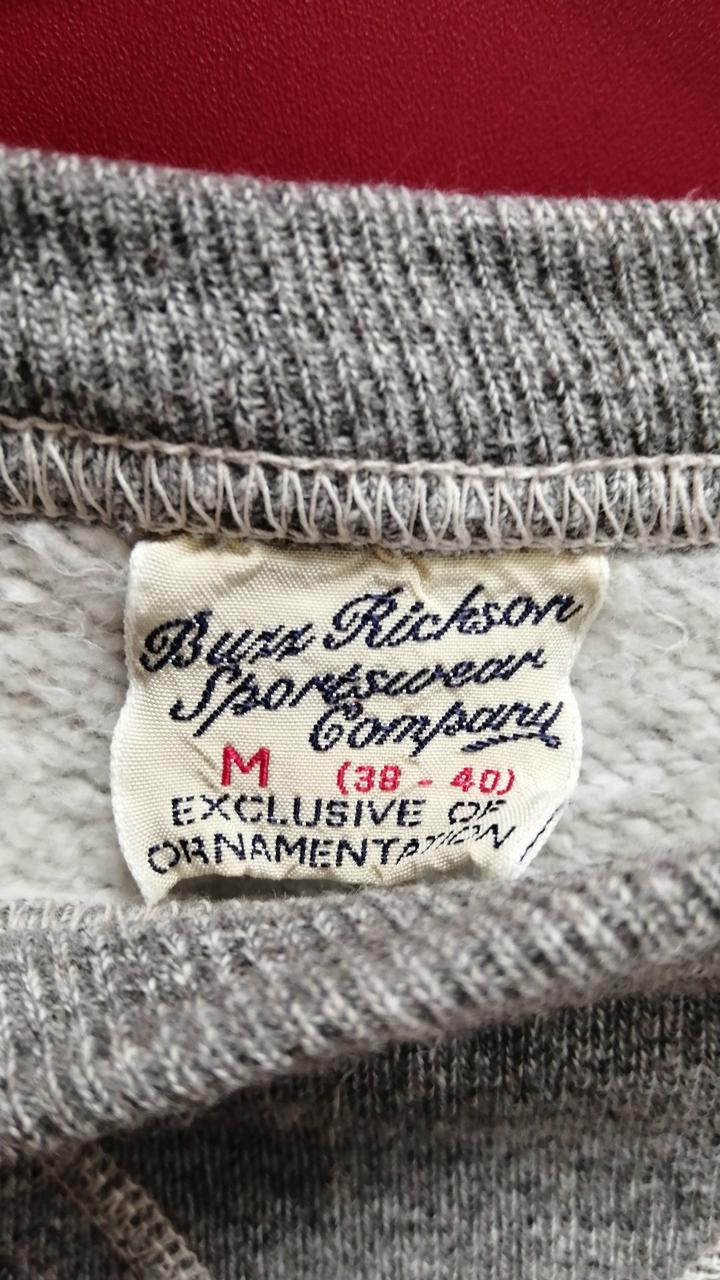 Buzz Rickson
Sportswear
Company
M (38 - 40)
EXCLUSIVE OF
ORNAMENTATION